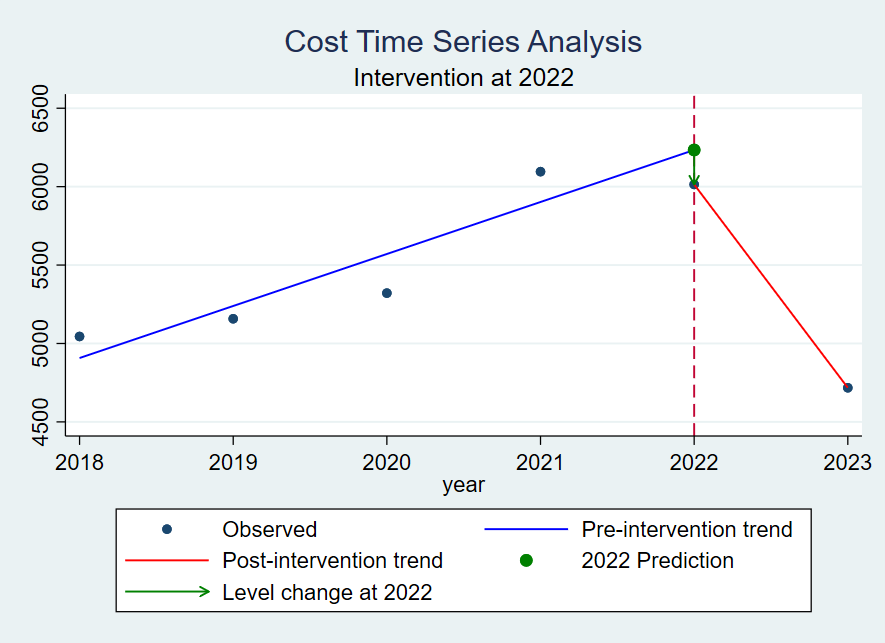 Cost Time Series Analysis
Intervention at 2022
6500
6000
5500
5000
4500
2018 2019 2020 2021 2022 2023
year
Observed Pre-intervention trend
Post-intervention trend 2022 Prediction
Level change at 2022